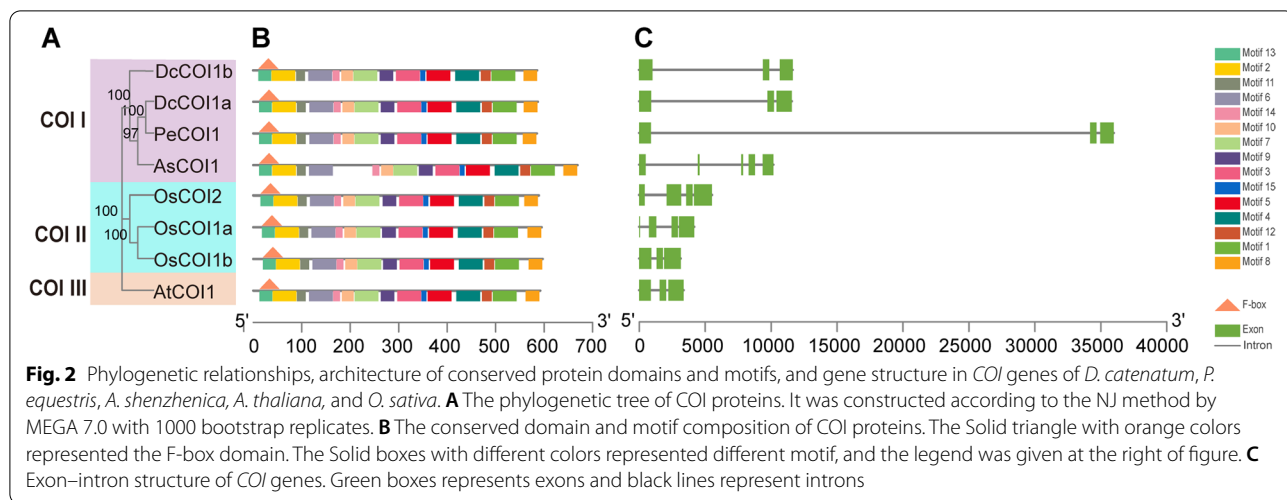 A
B
C
COI I
COI II
COI III
DcCOI1b
DcCOI1a
PeCOI1
AsCOI1
OsCOI2
OsCOI1a
OsCOI1b
AtCOI1
100
100
97
100
100
5'
3'
0 100 200 300 400 500 600 700
5'
3'
0 5000 10000 15000 20000 25000 30000 35000 40000
Motif 13
Motif 2
Motif 11
Motif 6
Motif 14
Motif 10
Motif 7
Motif 9
Motif 3
Motif 15
Motif 5
Motif 4
Motif 12
Motif 1
Motif 8
F-box
Exon
Intron
Fig. 2 Phylogenetic relationships, architecture of conserved protein domains and motifs, and gene structure in COI genes of D. catenatum, P.
equestris, A. shenzhenica, A. thaliana, and O. sativa. A The phylogenetic tree of COI proteins. It was constructed according to the NJ method by
MEGA 7.0 with 1000 bootstrap replicates. B The conserved domain and motif composition of COI proteins. The Solid triangle with orange colors
represented the F-box domain. The Solid boxes with different colors represented different motif, and the legend was given at the right of figure. C
Exon–intron structure of COI genes. Green boxes represents exons and black lines represent introns